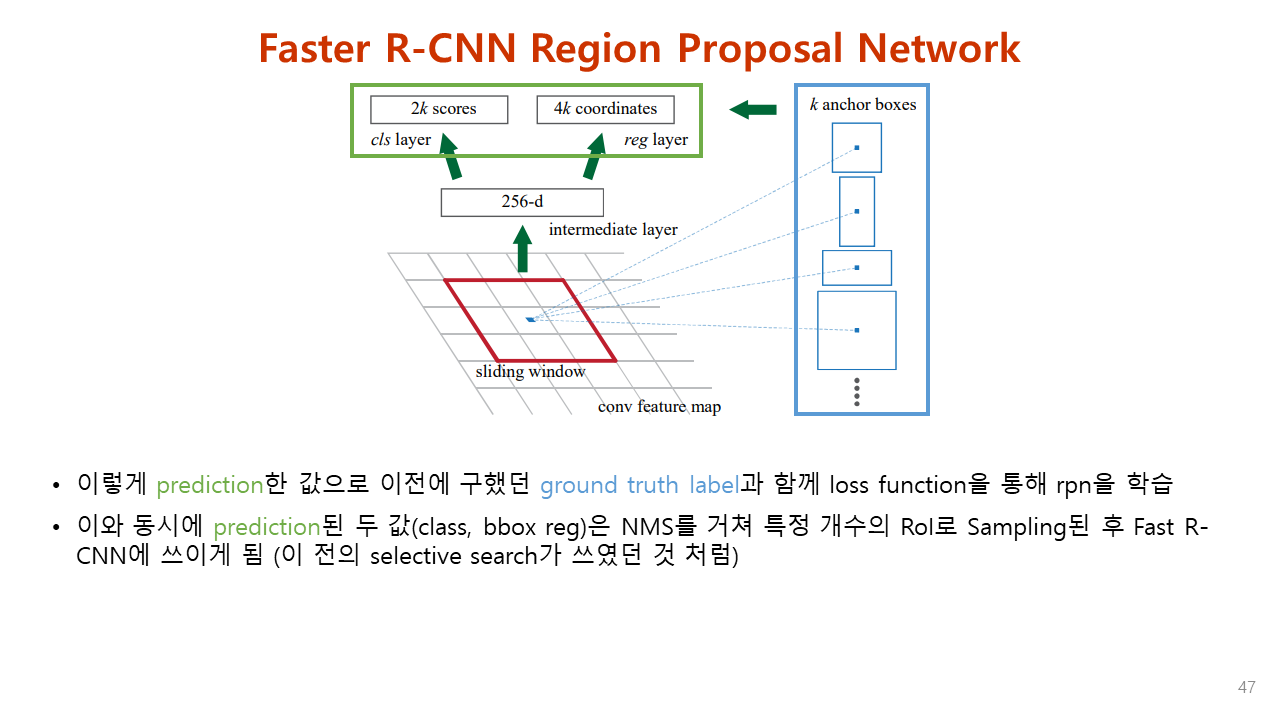 Faster R-CNN Region Proposal Network
2k scores
4k coordinates
k anchor boxes
cls layer
reg layer
256-d
intermediate layer
sliding window
conv feature map
• 이렇게 prediction한 값으로 이전에 구했던 ground truth label과 함께 loss function을 통해 rpn을 학습
• 이와 동시에 prediction된 두 값(class, bbox reg)은 NMS를 거쳐 특정 개수의 RoI로 Sampling된 후 Fast R-
CNN에 쓰이게 됨 (이 전의 selective search가 쓰였던 것 처럼)
47